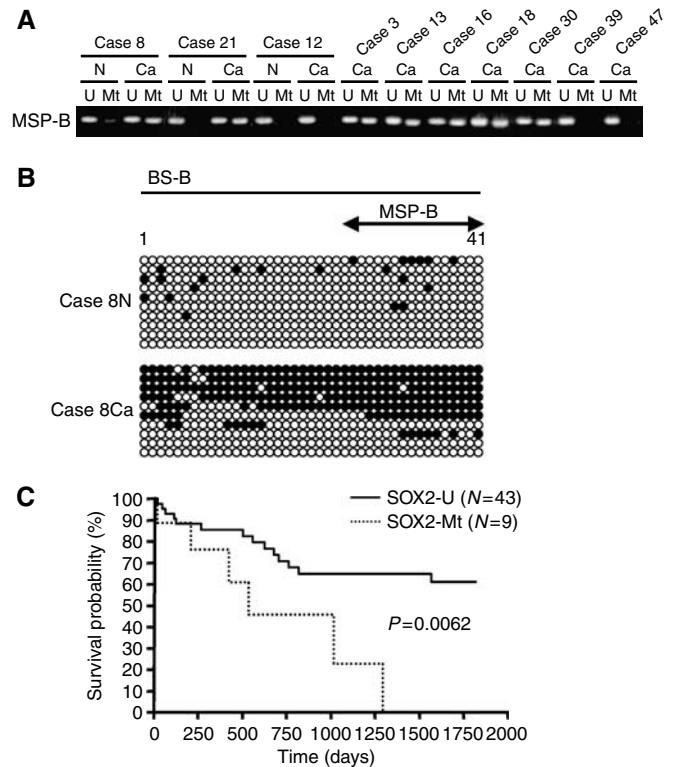 A
Case 8 Case 21 Case 12 Case 3 Case 13 Case 16 Case 18 Case 30 Case 39 Case 47
N Ca N Ca N Ca Ca Ca Ca Ca Ca Ca Ca
U Mt U Mt U Mt U Mt U Mt U Mt U Mt U Mt U Mt U Mt U Mt U Mt U Mt
MSP-B
B
BS-B
MSP-B
1 41
Case 8N
Case 8Ca
C
100
90
80
70
60
50
40
30
20
10
0
Survival probability (%)
SOX2-U (N=43)
SOX2-Mt (N=9)
P=0.0062
0 250 500 750 1000 1250 1500 1750 2000
Time (days)